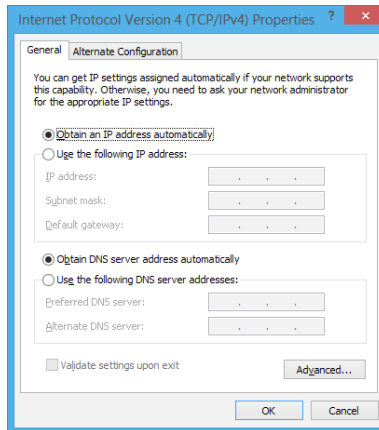 Internet Protocol Version 4 (TCP/IPv4) Properties ? ×
General Alternate Configuration
You can get IP settings assigned automatically if your network supports
this capability. Otherwise, you need to ask your network administrator
for the appropriate IP settings.
Obtain an IP address automatically
Use the following IP address:
IP address: . . .
Subnet mask: . . .
Default gateway: . . .
Obtain DNS server address automatically
Use the following DNS server addresses:
Preferred DNS server: . . .
Alternate DNS server: . . .
Validate settings upon exit
Advanced...
OK Cancel